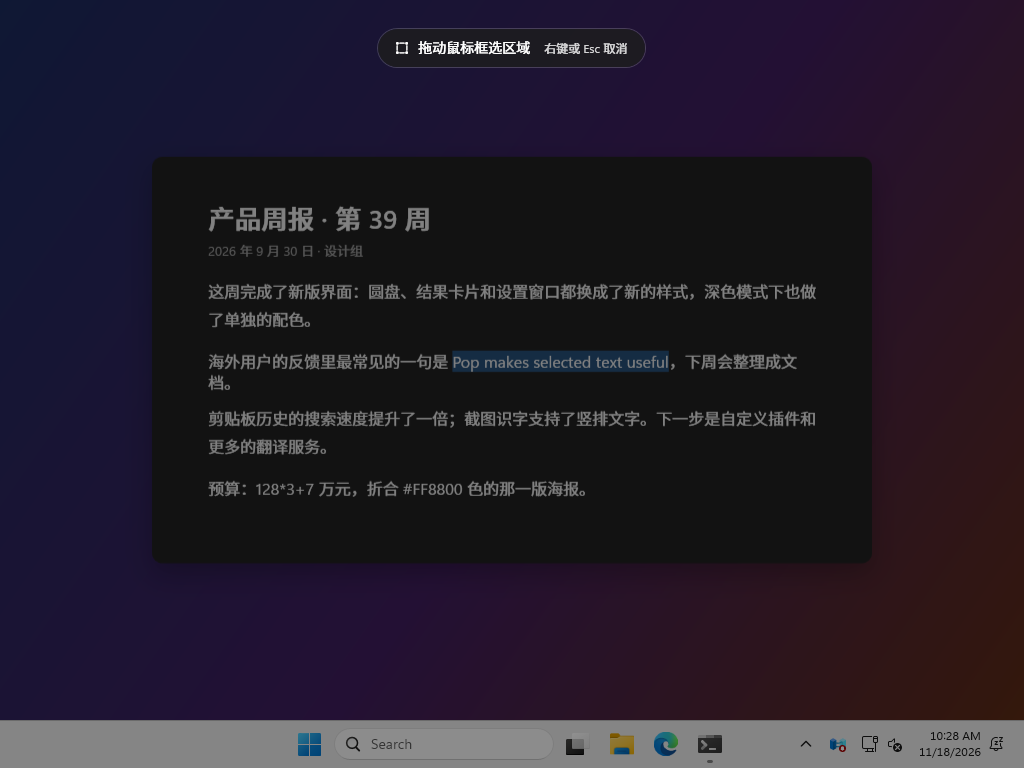 拖动鼠标框选区域 右键或 Esc 取消
产品周报 · 第 39 周
2026 年 9 月 30 日 · 设计组
这周完成了新版界面：圆盘、结果卡片和设置窗口都换成了新的样式，深色模式下也做
了单独的配色。
海外用户的反馈里最常见的一句是 Pop makes selected text useful，下周会整理成文
档。
剪贴板历史的搜索速度提升了一倍；截图识字支持了竖排文字。下一步是自定义插件和
更多的翻译服务。
预算：128*3+7 万元，折合 #FF8800 色的那一版海报。
Search
10:28 AM
11/18/2026